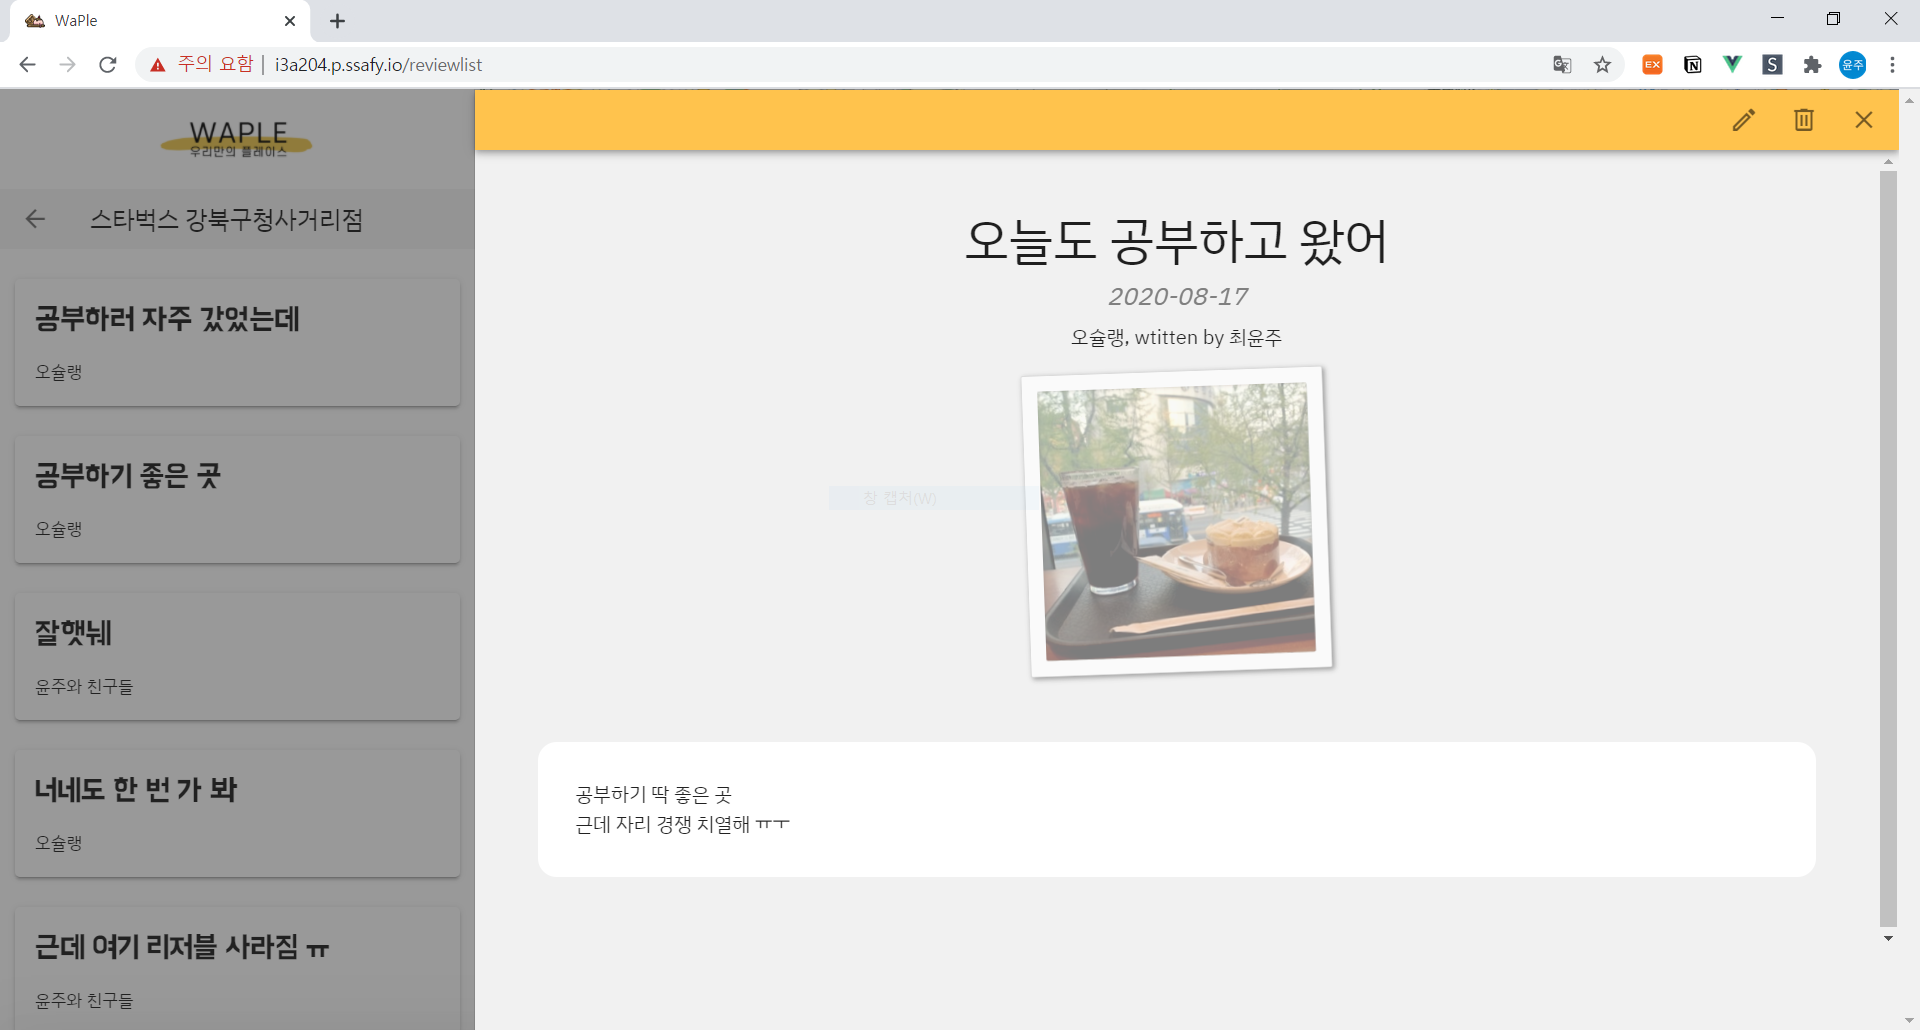 WaPle
주의 요함
i3a204.p.ssafy.io/reviewlist
EX
N
S
윤주
WAPLE
우리만의 플레이스
스타벅스 강북구청사거리점
공부하러 자주 갔었는데
오슐랭
공부하기 좋은 곳
오슐랭
잘햇눼
윤주와 친구들
너네도 한 번 가 봐
오슐랭
근데 여기 리저블 사라짐 ㅠ
윤주와 친구들
오늘도 공부하고 왔어
2020-08-17
오슐랭, wtitten by 최윤주
창 캡처(W)
공부하기 딱 좋은 곳
근데 자리 경쟁 치열해 ㅠㅜ